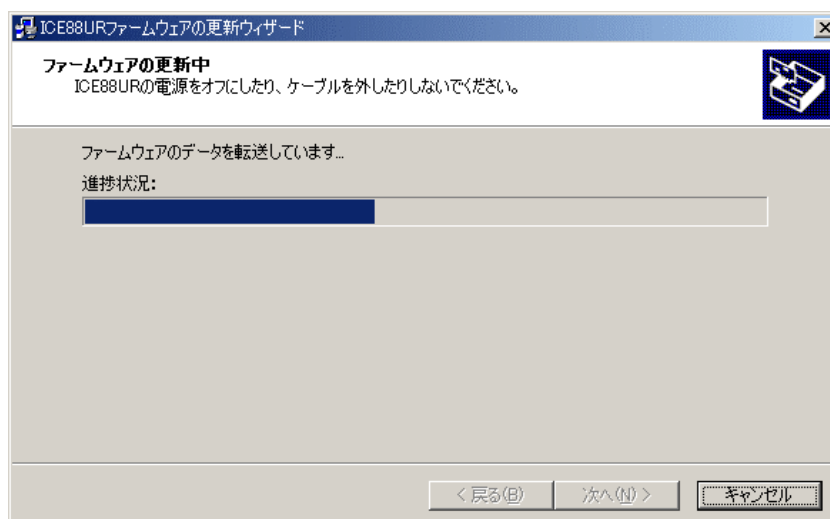 ICE88URファームウェアの更新ウィザード
ファームウェアの更新中
ICE88URの電源をオフにしたり、ケーブルを外したりしないでください。
ファームウェアのデータを転送しています...
進捗状況:
< 戻る(B)
次へ(N) >
キャンセル